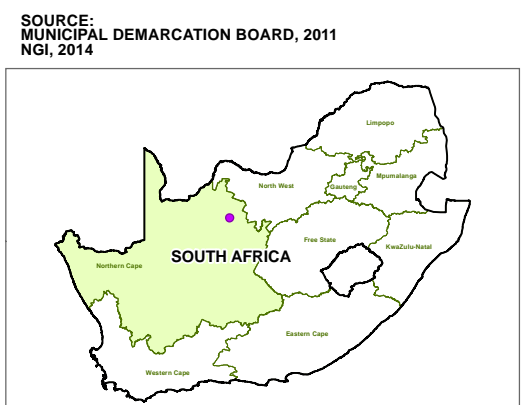 SOURCE:
MUNICIPAL DEMARCATION BOARD, 2011
NGI, 2014
Limpopo
Mpumalanga
North West
Gauteng
Free State
KwaZulu-Natal
SOUTH AFRICA
Northern Cape
Eastern Cape
Western Cape